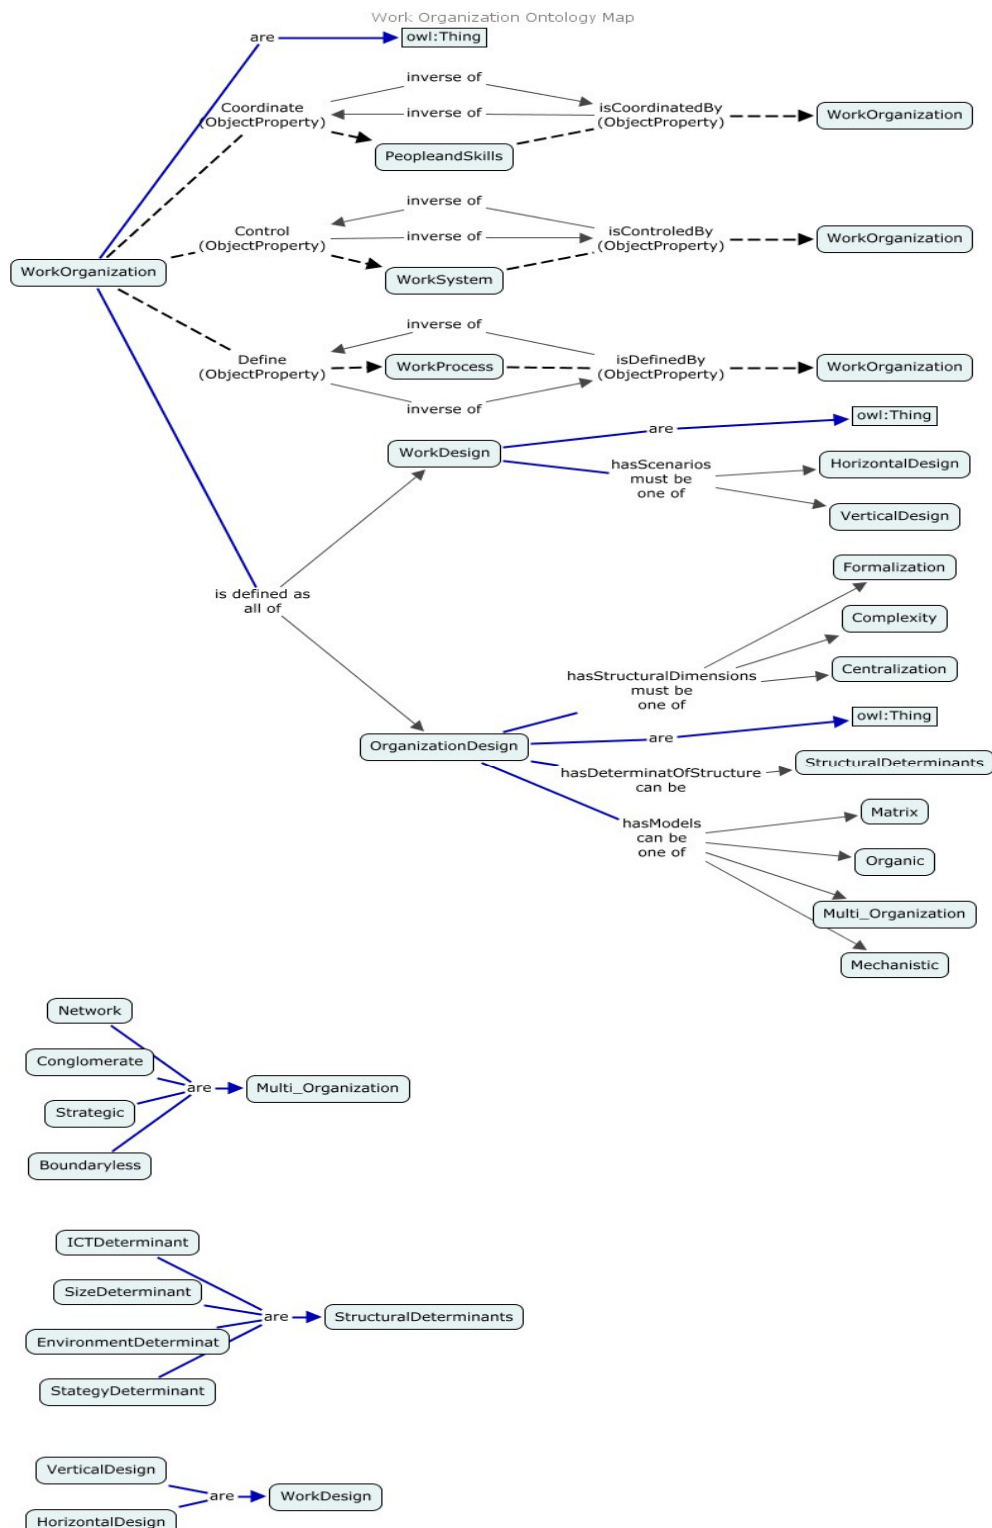 Work Organization Ontology Map
are
owl:Thing
inverse of
Coordinate
(ObjectProperty)
inverse of
isCoordinatedBy
(ObjectProperty)
WorkOrganization
PeopleandSkills
inverse of
Control
(ObjectProperty)
inverse of
isControledBy
(ObjectProperty)
WorkOrganization
WorkOrganization
WorkSystem
inverse of
Define
(ObjectProperty)
WorkProcess
isDefinedBy
(ObjectProperty)
WorkOrganization
inverse of
owl:Thing
are
WorkDesign
hasScenarios
must be
one of
HorizontalDesign
VerticalDesign
is defined as
all of
Formalization
Complexity
Centralization
hasStructuralDimensions
must be
one of
owl:Thing
are
OrganizationDesign
StructuralDeterminants
hasDeterminatOfStructure
can be
hasModels
can be
one of
Matrix
Organic
Multi_Organization
Mechanistic
Network
Conglomerate
are
Multi_Organization
Strategic
Boundaryless
ICTDeterminant
SizeDeterminant
are
StructuralDeterminants
EnvironmentDeterminat
StategyDeterminant
VerticalDesign
are
WorkDesign
HorizontalDesign